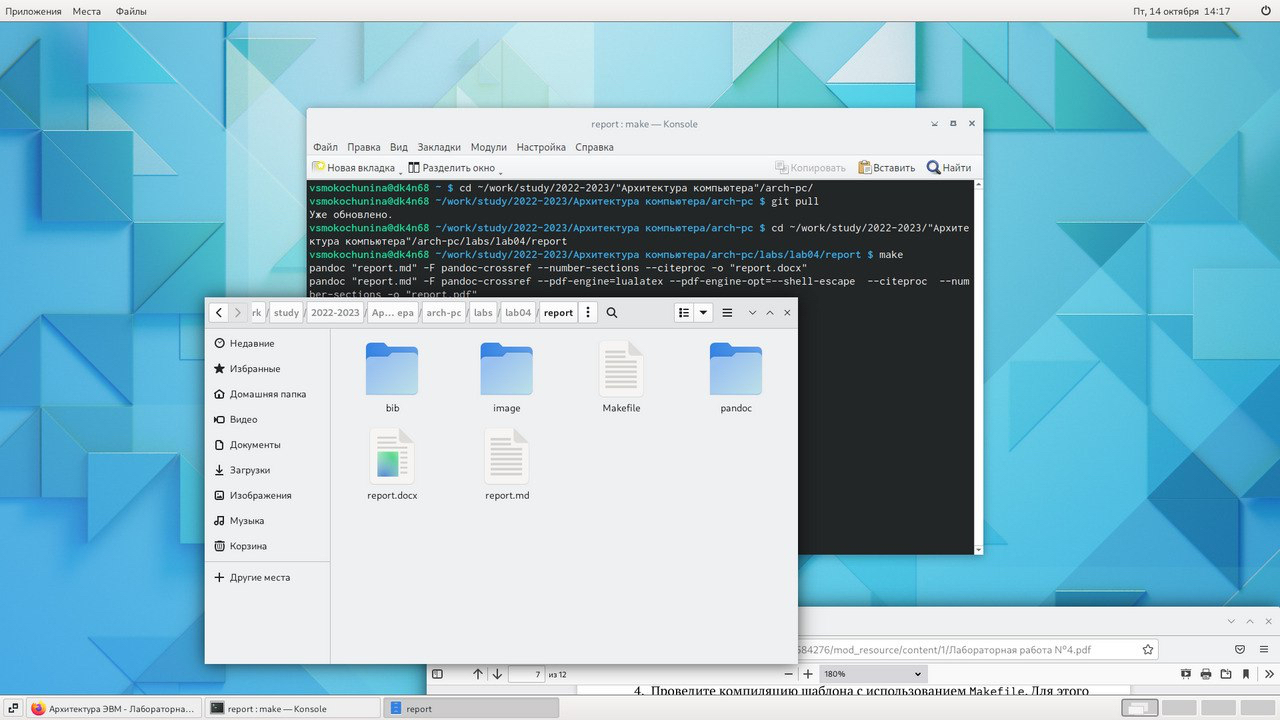 Приложения Места Файлы Пт, 14 октября 14:17
report : make — Konsole
Файл Правка Вид Закладки Модули Настройка Справка
Новая вкладка Разделить окно Копировать Вставить Найти
vsmokochunina@dk4n68 ~ $ cd ~/work/study/2022-2023/"Архитектура компьютера"/arch-pc/
vsmokochunina@dk4n68 ~/work/study/2022-2023/Архитектура компьютера/arch-pc $ git pull
Уже обновлено.
vsmokochunina@dk4n68 ~/work/study/2022-2023/Архитектура компьютера/arch-pc $ cd ~/work/study/2022-2023/"Архите
ктура компьютера"/arch-pc/labs/lab04/report
vsmokochunina@dk4n68 ~/work/study/2022-2023/Архитектура компьютера/arch-pc/labs/lab04/report $ make
pandoc "report.md" -F pandoc-crossref --number-sections --citeproc -o "report.docx"
pandoc "report.md" -F pandoc-crossref --pdf-engine=lualatex --pdf-engine-opt=--shell-escape --citeproc --num
ber-sections -o "report.pdf"
rk / study / 2022-2023 / Ар... ера / arch-pc / labs / lab04 / report
Недавние
Избранные
Домашняя папка
Видео
Документы
Загрузки
Изображения
Музыка
Корзина
Другие места
bib image Makefile pandoc
report.docx report.md
584276/mod_resource/content/1/Лабораторная работа №4.pdf
7 из 12 180%
4. Проведите компиляцию шаблона с использованием Makefile. Для этого
Архитектура ЭВМ - Лабораторна... report : make — Konsole report